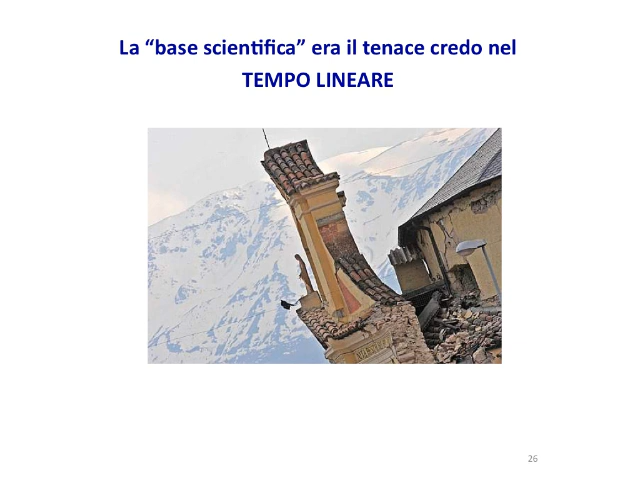 La “base scientifica” era il tenace credo nel
TEMPO LINEARE
26